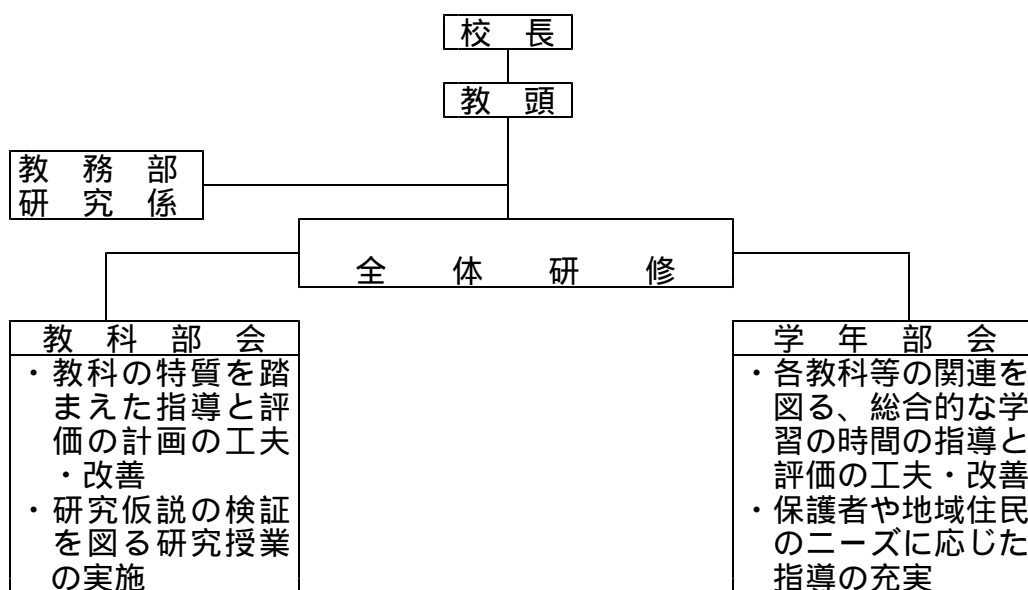 校　長
教　頭
教　務　部
研　究　係
全　体　研　修
教　科　部　会
・教科の特質を踏
まえた指導と評
価の計画の工夫
・改善
・研究仮説の検証
を図る研究授業
の実施
学　年　部　会
・各教科等の関連を
図る、総合的な学
習の時間の指導と
評価の工夫・改善
・保護者や地域住民
のニーズに応じた
指導の充実